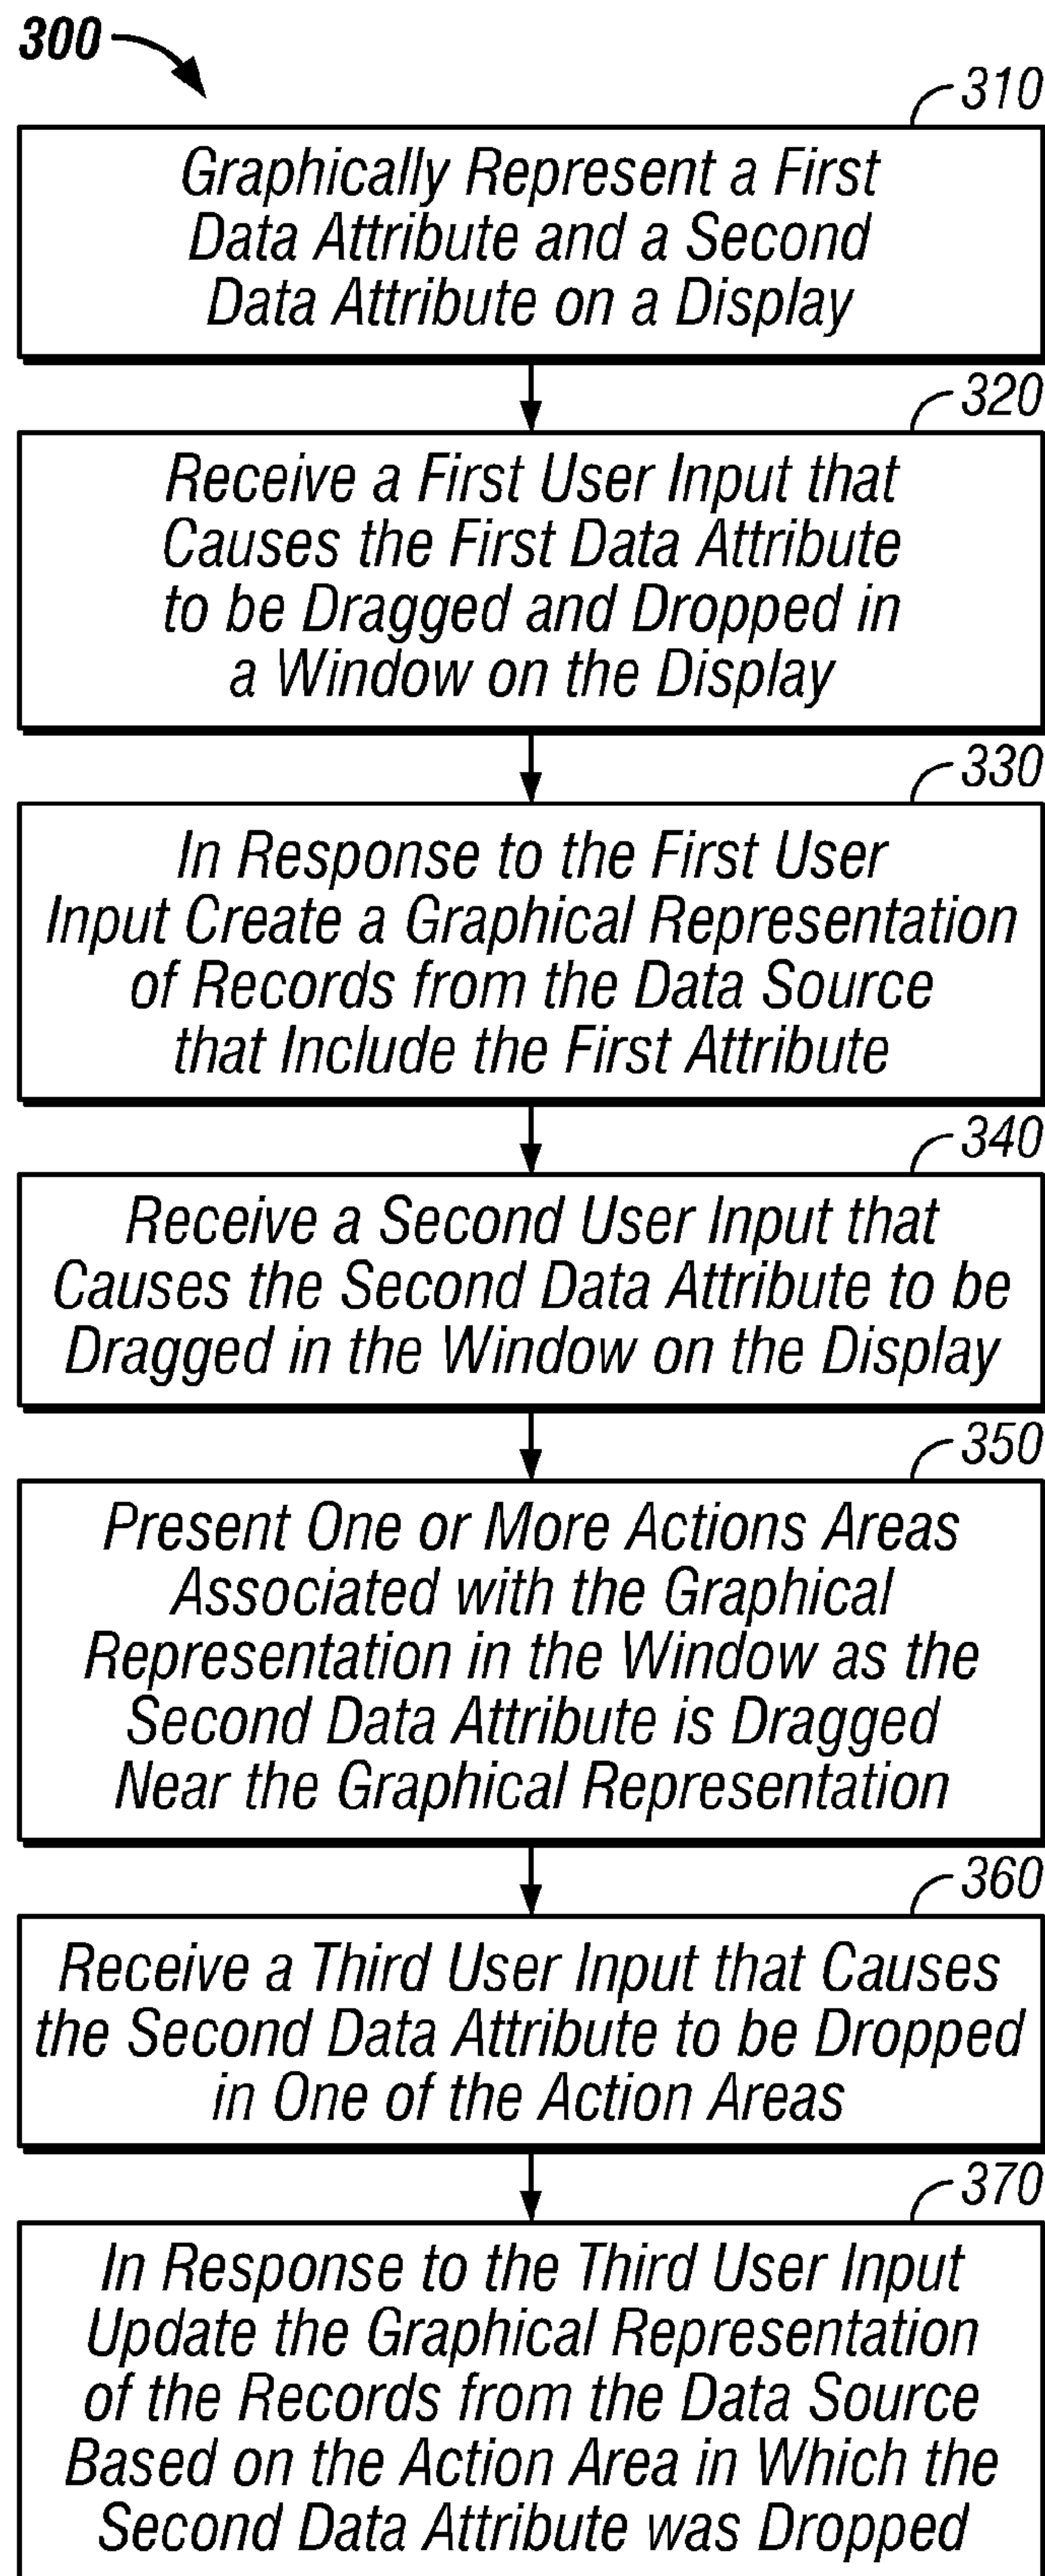 300
310
Graphically Represent a First
Data Attribute and a Second
Data Attribute on a Display
320
Receive a First User Input that
Causes the First Data Attribute
to be Dragged and Dropped in
a Window on the Display
330
In Response to the First User
Input Create a Graphical Representation
of Records from the Data Source
that Include the First Attribute
340
Receive a Second User Input that
Causes the Second Data Attribute to be
Dragged in the Window on the Display
350
Present One or More Actions Areas
Associated with the Graphical
Representation in the Window as the
Second Data Attribute is Dragged
Near the Graphical Representation
360
Receive a Third User Input that Causes
the Second Data Attribute to be Dropped
in One of the Action Areas
370
In Response to the Third User Input
Update the Graphical Representation
of the Records from the Data Source
Based on the Action Area in Which the
Second Data Attribute was Dropped